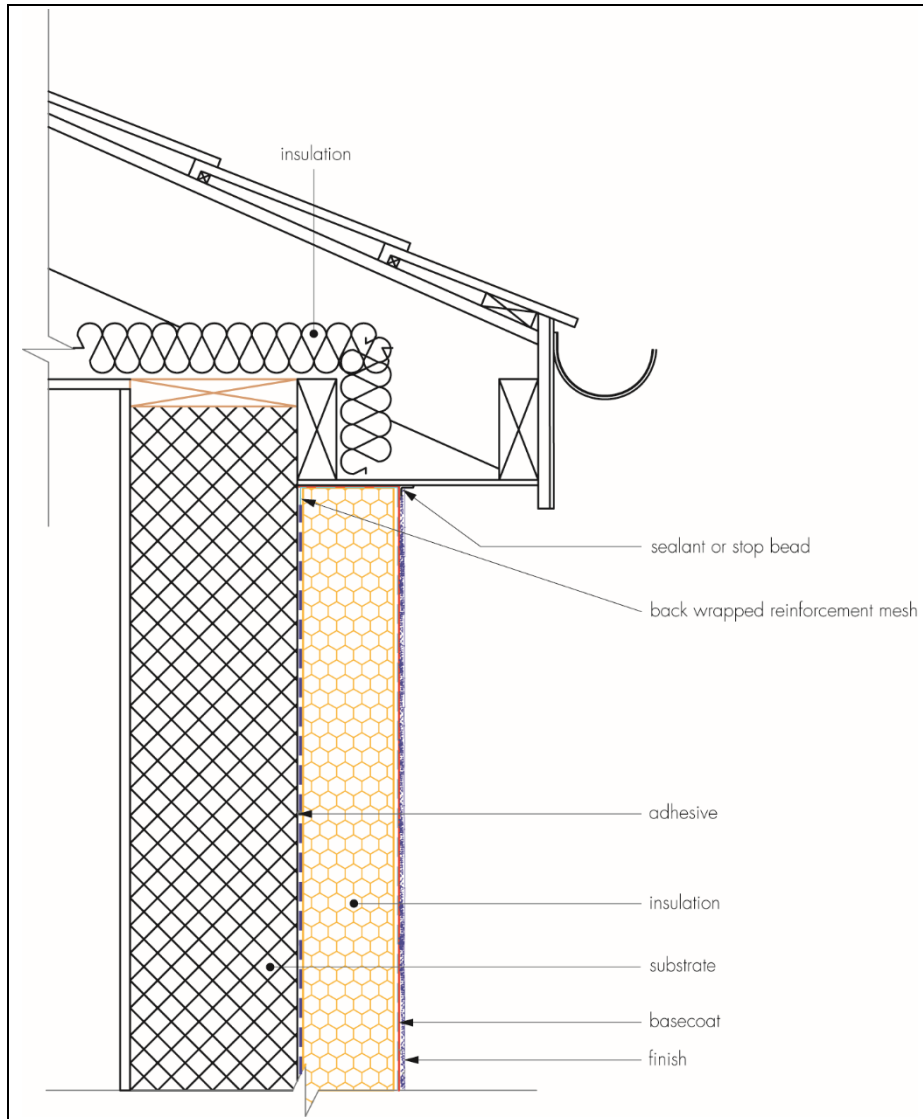 insulation
sealant or stop bead
back wrapped reinforcement mesh
adhesive
insulation
substrate
basecoat
finish